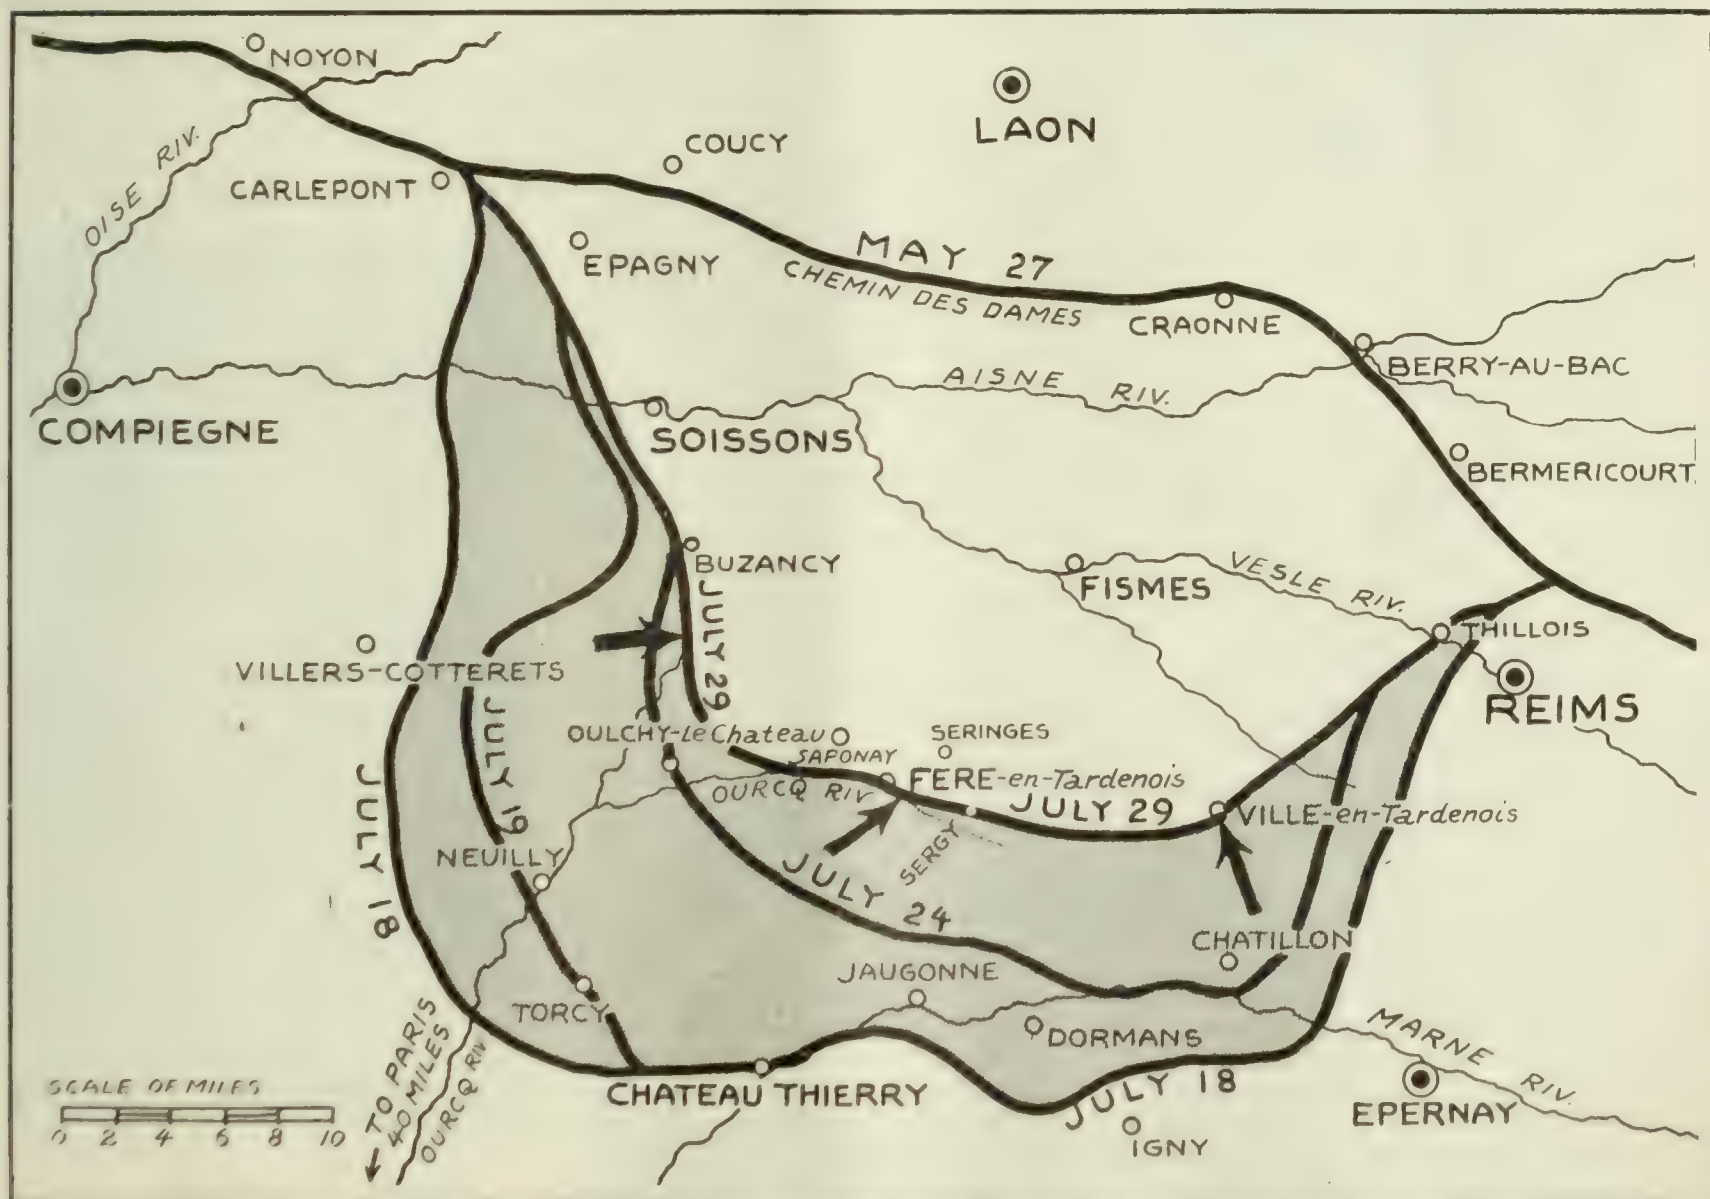 NOYON
LAON
COUCY
OISE RIV.
CARLEPONT
EPAGNY
MAY 27
CHEMIN DES DAMES
CRAONNE
BERRY-AU-BAC
AISNE RIV.
COMPIEGNE
SOISSONS
BERMERICOURT
BUZANCY
FISMES
VESLE RIV.
THILLOIS
VILLERS-COTTERETS
JULY 29
REIMS
JULY 19
OULCHY-le Chateau
SERINGES
SAPONAY
FERE-en-Tardenois
OURCQ RIV
JULY 29
VILLE-en-Tardenois
JULY 18
NEUILLY
SERGY
JULY 24
CHATILLON
JAUGONNE
TORCY
DORMANS
MARNE RIV.
TO PARIS
40 MILES
OURCQ RIV
SCALE OF MILES
0 2 4 6 8 10
CHATEAU THIERRY
JULY 18
EPERNAY
IGNY